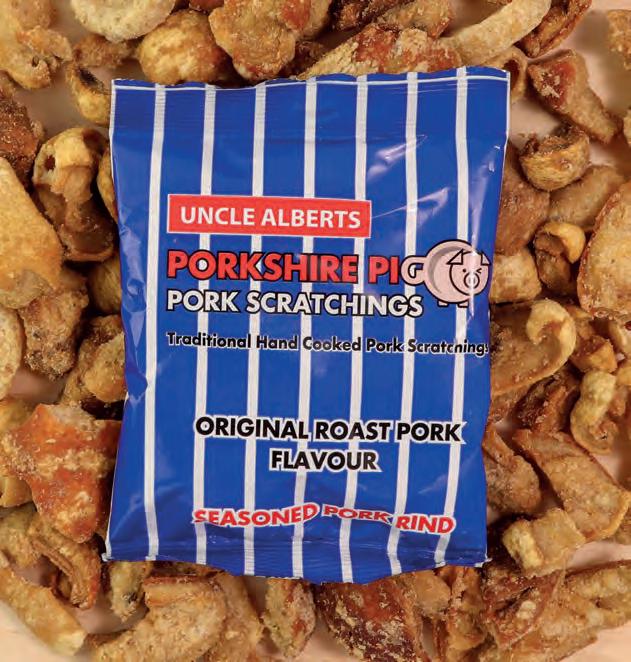 UNCLE ALBERTS
PORKSHIRE PIG
PORK SCRATCHINGS
Traditional Hand Cooked Pork Scratchings
ORIGINAL ROAST PORK
FLAVOUR
SEASONED PORK RIND